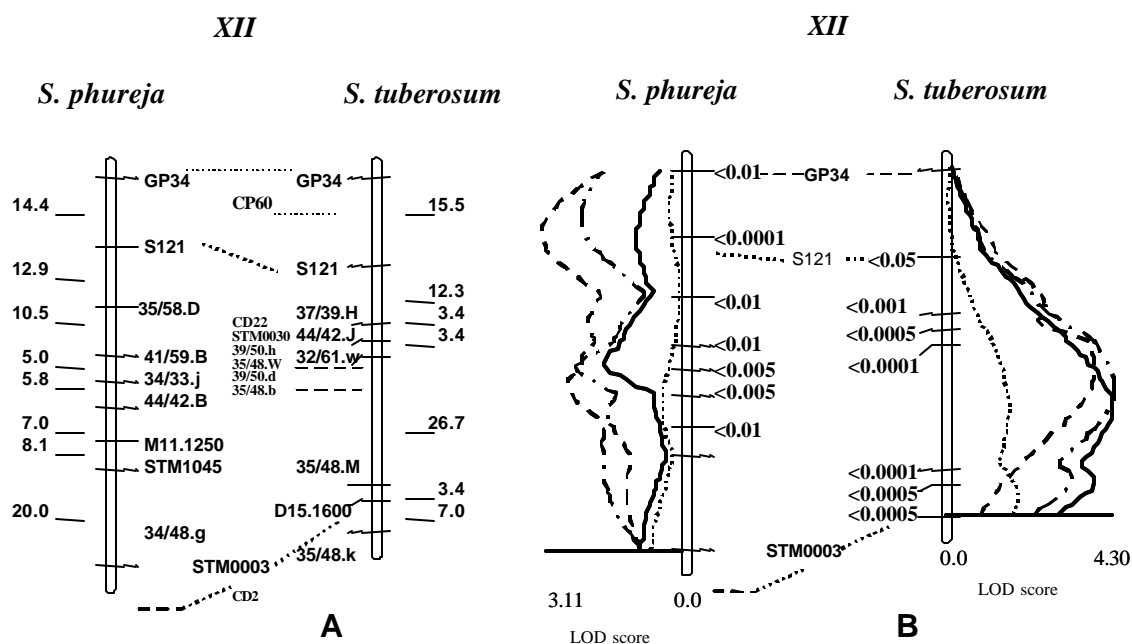 XII
S. phureja
S. tuberosum
GP34
GP34
14.4
CP60
15.5
S121
S121
12.9
12.3
10.5
35/58.D
37/39.H
3.4
CD22
STM0030
44/42.J
3.4
39/50.h
5.0
41/59.B
35/48.W
32/61.w
5.8
34/33.j
39/50.d
35/48.b
44/42.B
7.0
26.7
8.1
M11.1250
STM1045
35/48.M
3.4
20.0
D15.1600
7.0
34/48.g
35/48.k
STM0003
CD2
A
XII
S. phureja
S. tuberosum
<0.01
GP34
<0.0001
S121
<0.05
<0.01
<0.001
<0.0005
<0.01
<0.0001
<0.005
<0.005
<0.01
<0.0001
<0.0005
<0.0005
STM0003
0.0
4.30
LOD score
3.11
0.0
LOD score
B